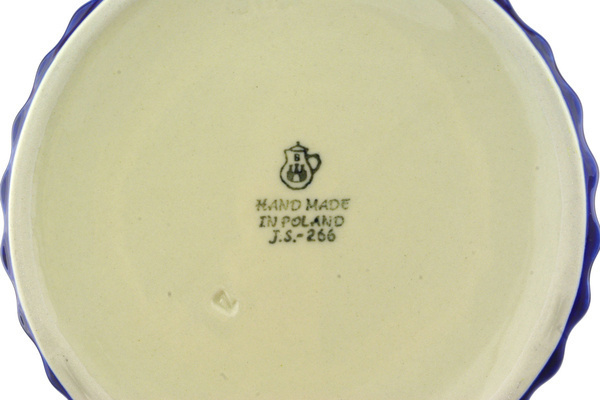 B
HAND MADE
IN POLAND
J.S.-266